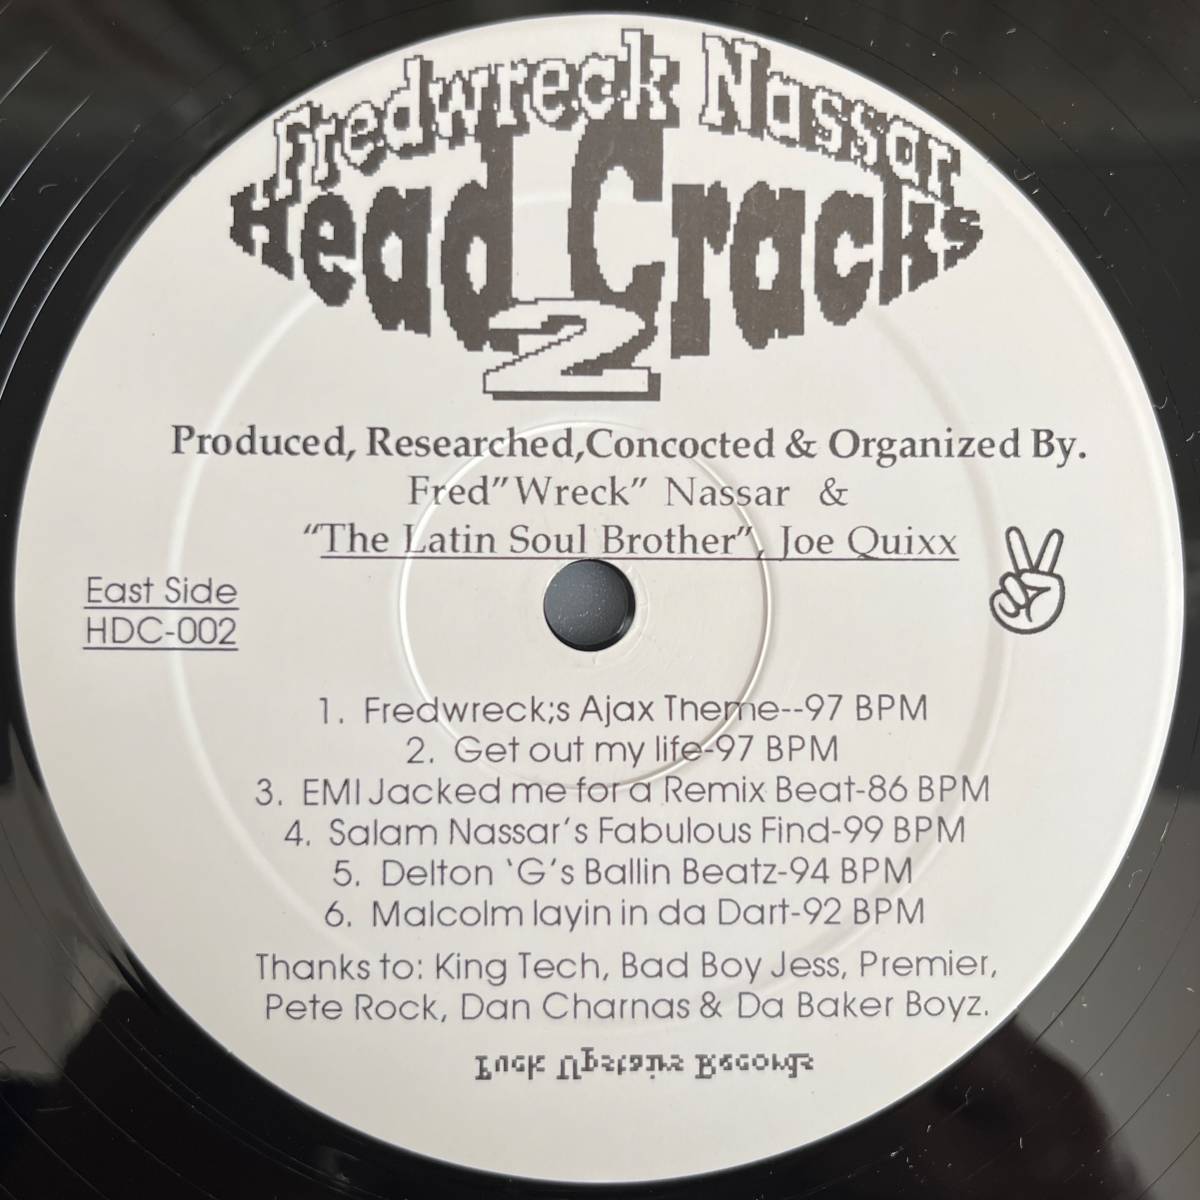 Fredwreck Nassar
Head Cracks
2
Produced, Researched,Concocted & Organized By.
Fred"Wreck" Nassar &
"The Latin Soul Brother", Joe Quixx
East Side
HDC-002
1. Fredwreck;s Ajax Theme--97 BPM
2. Get out my life-97 BPM
3. EMI Jacked me for a Remix Beat-86 BPM
4. Salam Nassar's Fabulous Find-99 BPM
5. Delton 'G's Ballin Beatz-94 BPM
6. Malcolm layin in da Dart-92 BPM
Thanks to: King Tech, Bad Boy Jess, Premier,
Pete Rock, Dan Charnas & Da Baker Boyz.